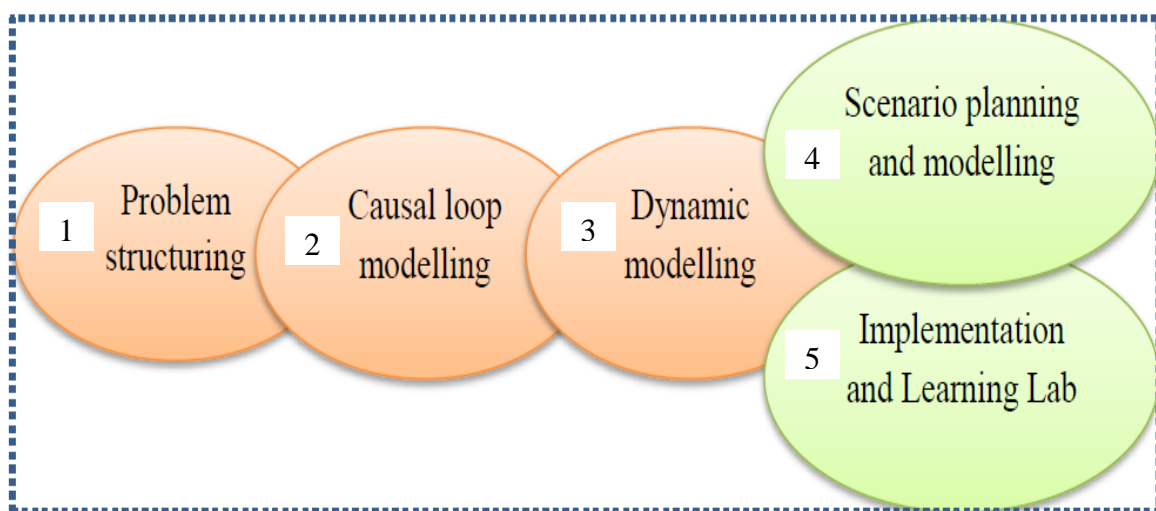 1
Problem
structuring
2
Causal loop
modelling
3
Dynamic
modelling
4
Scenario planning
and modelling
5
Implementation
and Learning Lab